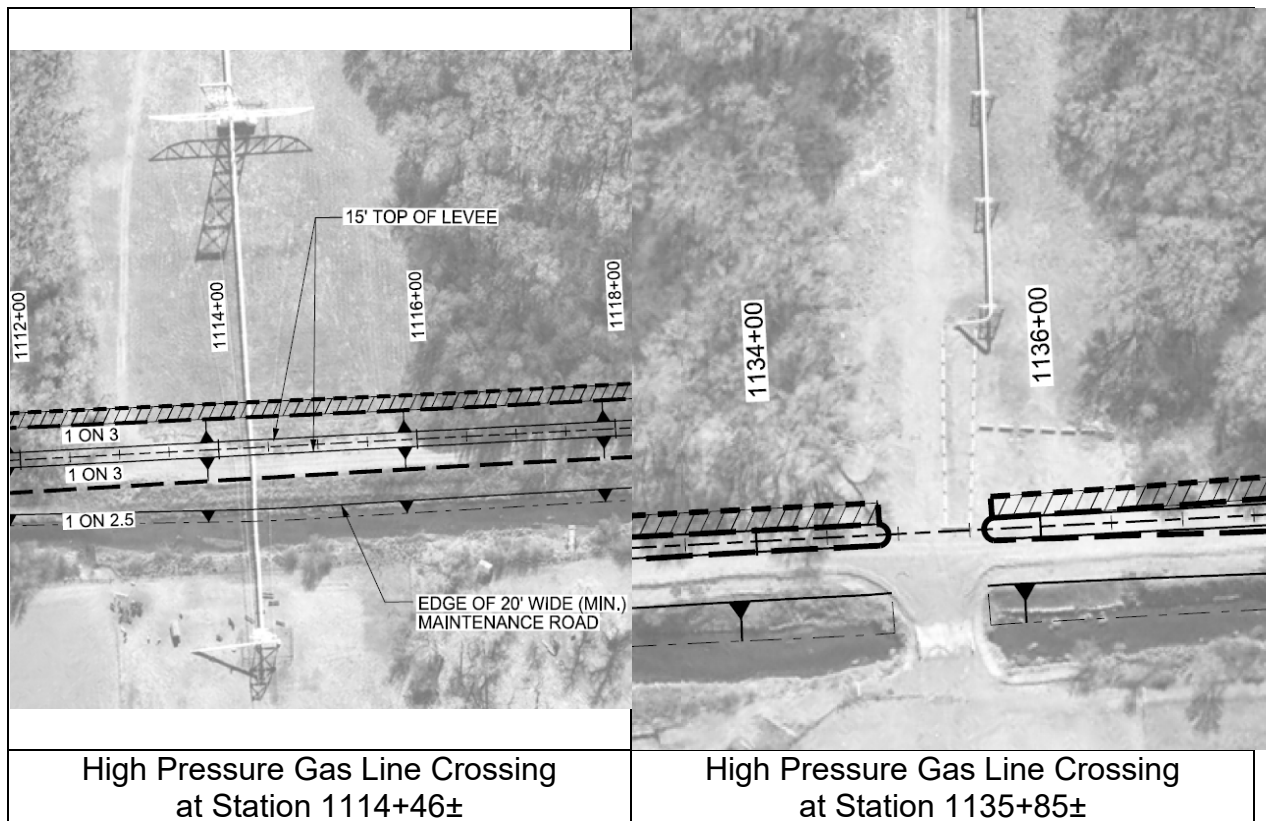 15' TOP OF LEVEE
1112+00
1114+00
1116+00
1118+00
1 ON 3
1 ON 3
1 ON 2.5
EDGE OF 20' WIDE (MIN.)
MAINTENANCE ROAD
High Pressure Gas Line Crossing
at Station 1114+46±
1134+00
1136+00
High Pressure Gas Line Crossing
at Station 1135+85±